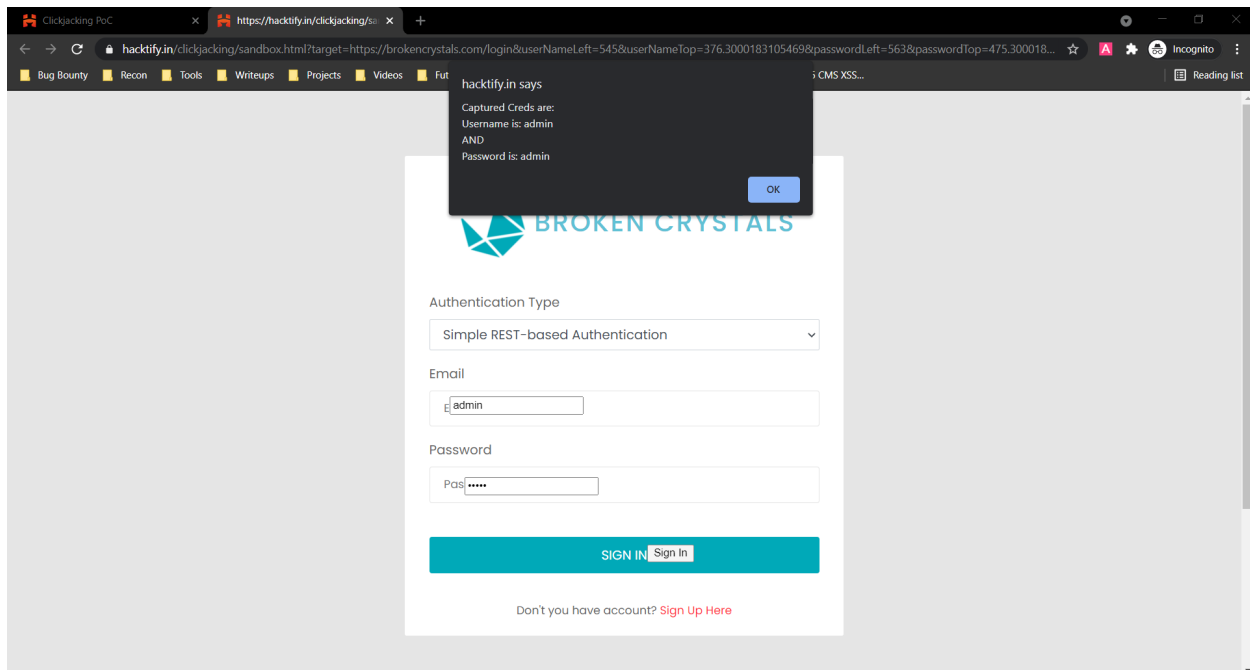 Clickjacking PoC
https://hacktify.in/clickjacking/sa
hacktify.in/clickjacking/sandbox.html?target=https://brokencrystals.com/login&userNameLeft=545&userNameTop=376.3000183105469&passwordLeft=563&passwordTop=475.300018...
A
Incognito
Bug Bounty Recon Tools Writeups Projects Videos Fut CMS XSS... Reading list
hacktify.in says
Captured Creds are:
Username is: admin
AND
Password is: admin
OK
BROKEN CRYSTALS
Authentication Type
Simple REST-based Authentication
Email
E admin
Password
Pas •••••
SIGN IN Sign In
Don't you have account? Sign Up Here